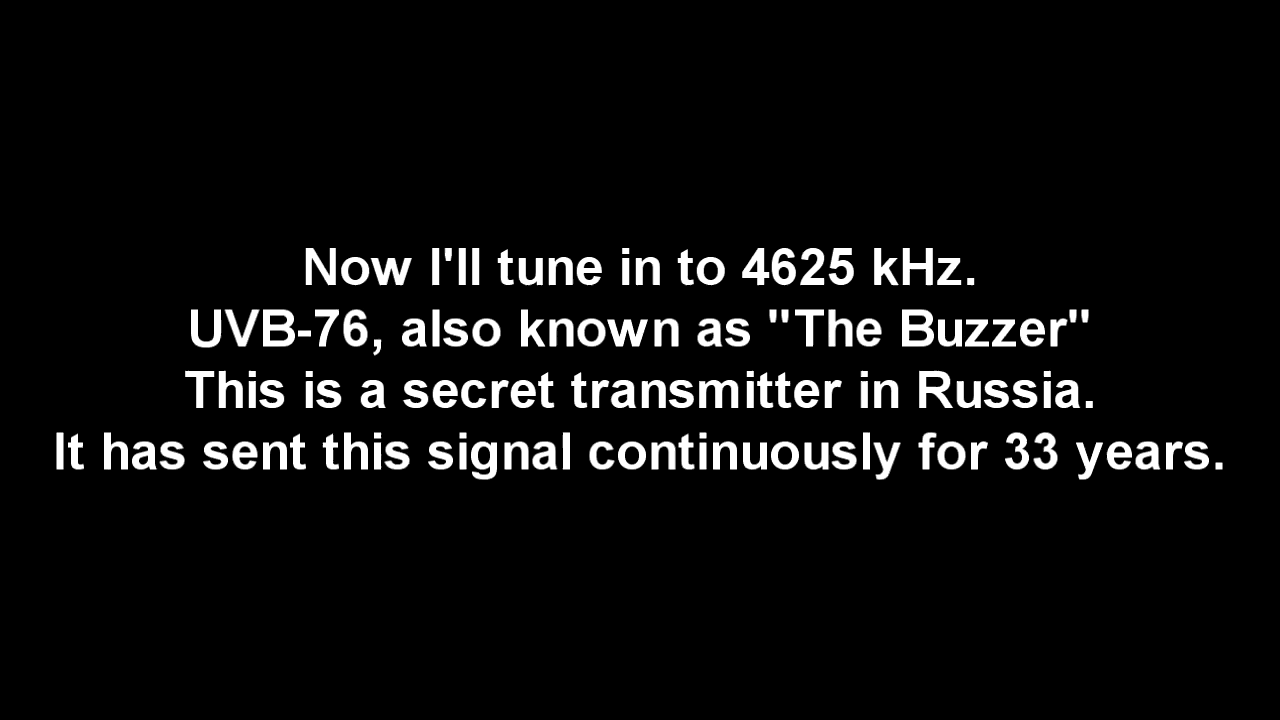 Now I'll tune in to 4625 kHz.
UVB-76, also known as "The Buzzer"
This is a secret transmitter in Russia.
It has sent this signal continuously for 33 years.